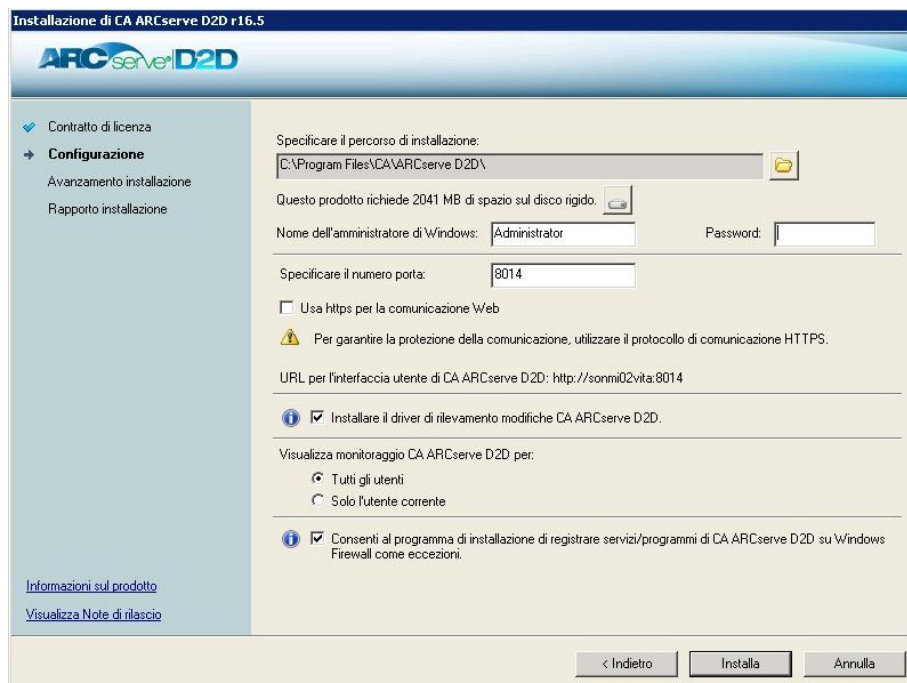 Installazione di CA ARCserve D2D r16.5
ARCserve D2D
Contratto di licenza
Configurazione
Avanzamento installazione
Rapporto installazione
Informazioni sul prodotto
Visualizza Note di rilascio
Specificare il percorso di installazione:
C:\Program Files\CA\ARCserve D2D\
Questo prodotto richiede 2041 MB di spazio sul disco rigido.
Nome dell'amministratore di Windows: Administrator Password:
Specificare il numero porta: 8014
Usa https per la comunicazione Web
Per garantire la protezione della comunicazione, utilizzare il protocollo di comunicazione HTTPS.
URL per l'interfaccia utente di CA ARCserve D2D: http://sonmi02vita:8014
Installare il driver di rilevamento modifiche CA ARCserve D2D.
Visualizza monitoraggio CA ARCserve D2D per:
Tutti gli utenti
Solo l'utente corrente
Consenti al programma di installazione di registrare servizi/programmi di CA ARCserve D2D su Windows
Firewall come eccezioni.
< Indietro Installa Annulla